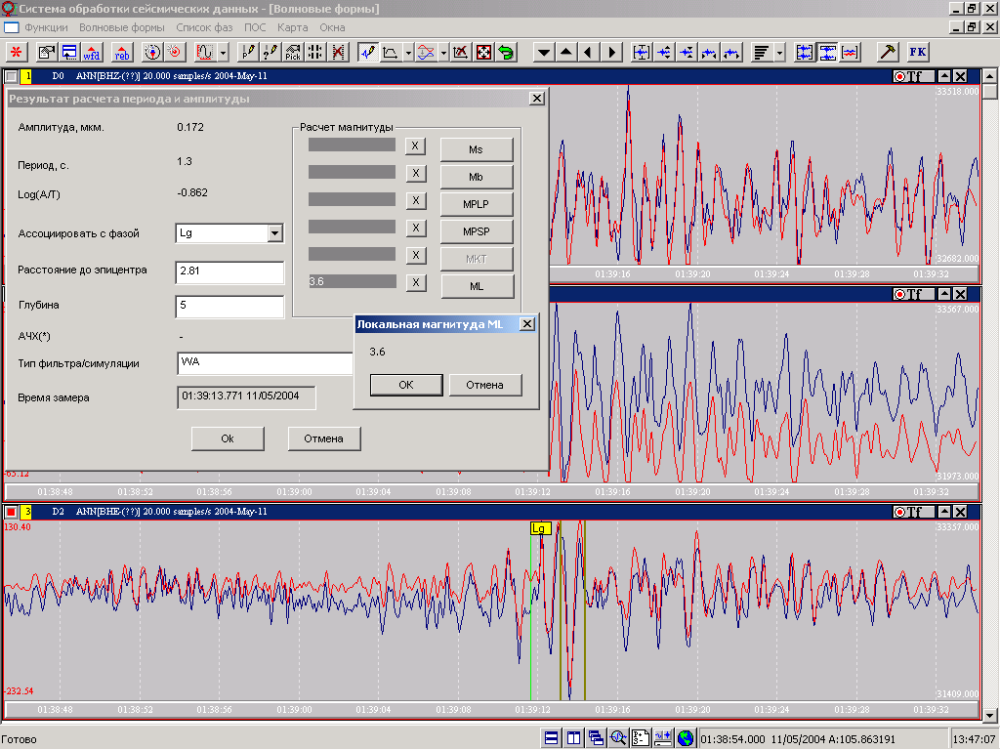 Система обработки сейсмических данных - [Волновые формы]
Функции Волновые формы Список фаз ПОС Карта Окна
wfd reb Pick FK
1 D0 ANN[BHZ-(??)] 20.000 samples/s 2004-May-11 Tf
Результат расчета периода и амплитуды
33518.000
Амплитуда, мкм. 0.172
Период, с. 1.3
Log(A/T) -0.862
Ассоциировать с фазой Lg
Расстояние до эпицентра 2.81
Глубина 5
АЧХ(*) -
Тип фильтра/симуляции WA
Время замера 01:39:13.771 11/05/2004
Ok Отмена
Расчет магнитуды
X Ms
X Mb
X MPLP
X MPSP
X MKT
3.6 X ML
Локальная магнитуда ML
3.6
OK Отмена
32682.000
01:39:16 01:39:20 01:39:24 01:39:28 01:39:32
Tf
33567.000
-65.12
31973.000
01:38:48 01:38:52 01:38:56 01:39:00 01:39:04 01:39:08 01:39:12 01:39:16 01:39:20 01:39:24 01:39:28 01:39:32
3 D2 ANN[BHE-(??)] 20.000 samples/s 2004-May-11 Tf
130.40
Lg
33357.000
-232.54
31409.000
01:38:48 01:38:52 01:38:56 01:39:00 01:39:04 01:39:08 01:39:12 01:39:16 01:39:20 01:39:24 01:39:28 01:39:32
Готово
01:38:54.000 11/05/2004 A:105.863191
13:47:07